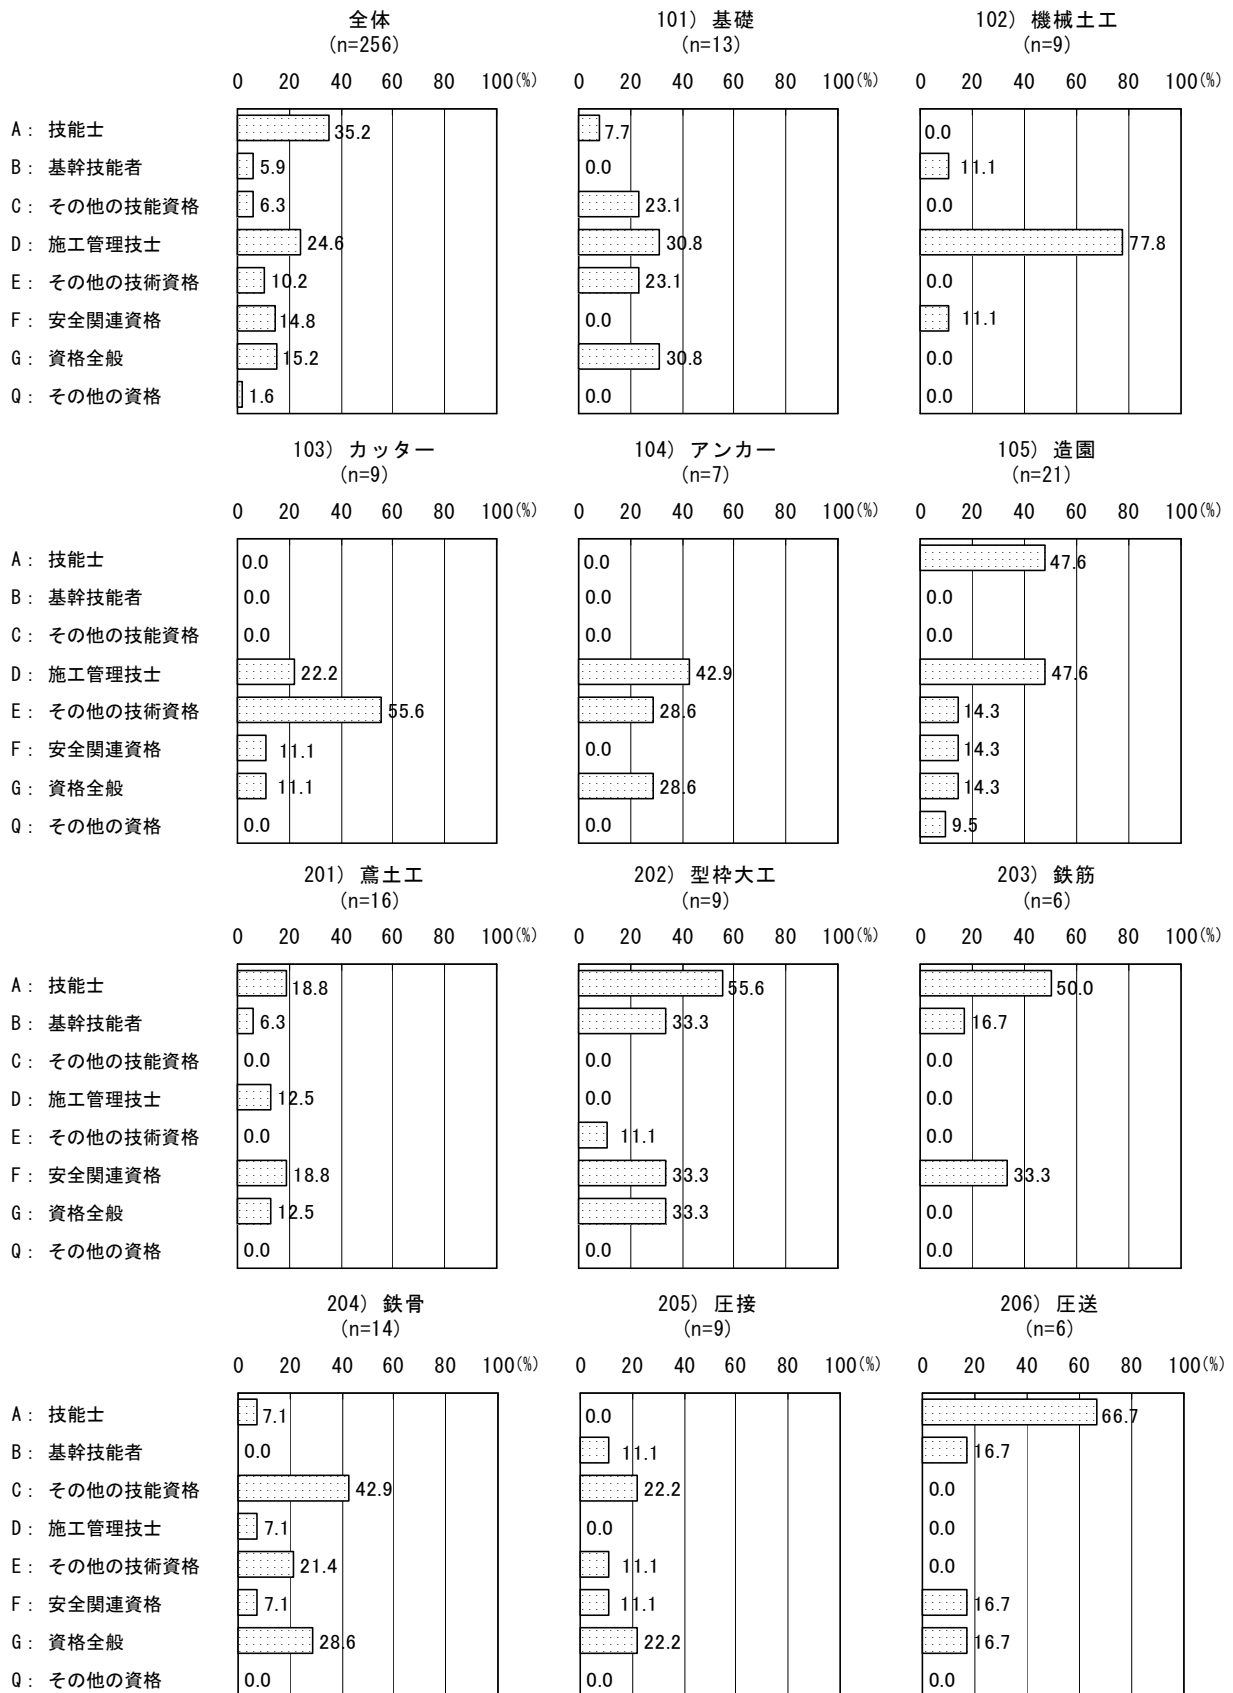 全体 101) 基礎 102) 機械土工
(n=256) (n=13) (n=9)
0 20 40 60 80 100(%) 0 20 40 60 80 100(%) 0 20 40 60 80 100(%)
A: 技能士 35.2 7.7 0.0
B: 基幹技能者 5.9 0.0 11.1
C: その他の技能資格 6.3 23.1 0.0
D: 施工管理技士 24.6 30.8 77.8
E: その他の技術資格 10.2 23.1 0.0
F: 安全関連資格 14.8 0.0 11.1
G: 資格全般 15.2 30.8 0.0
Q: その他の資格 1.6 0.0 0.0
103) カッター 104) アンカー 105) 造園
(n=9) (n=7) (n=21)
0 20 40 60 80 100(%) 0 20 40 60 80 100(%) 0 20 40 60 80 100(%)
A: 技能士 0.0 0.0 47.6
B: 基幹技能者 0.0 0.0 0.0
C: その他の技能資格 0.0 0.0 0.0
D: 施工管理技士 22.2 42.9 47.6
E: その他の技術資格 55.6 28.6 14.3
F: 安全関連資格 11.1 0.0 14.3
G: 資格全般 11.1 28.6 14.3
Q: その他の資格 0.0 0.0 9.5
201) 鳶土工 202) 型枠大工 203) 鉄筋
(n=16) (n=9) (n=6)
0 20 40 60 80 100(%) 0 20 40 60 80 100(%) 0 20 40 60 80 100(%)
A: 技能士 18.8 55.6 50.0
B: 基幹技能者 6.3 33.3 16.7
C: その他の技能資格 0.0 0.0 0.0
D: 施工管理技士 12.5 0.0 0.0
E: その他の技術資格 0.0 11.1 0.0
F: 安全関連資格 18.8 33.3 33.3
G: 資格全般 12.5 33.3 0.0
Q: その他の資格 0.0 0.0 0.0
204) 鉄骨 205) 圧接 206) 圧送
(n=14) (n=9) (n=6)
0 20 40 60 80 100(%) 0 20 40 60 80 100(%) 0 20 40 60 80 100(%)
A: 技能士 7.1 0.0 66.7
B: 基幹技能者 0.0 11.1 16.7
C: その他の技能資格 42.9 22.2 0.0
D: 施工管理技士 7.1 0.0 0.0
E: その他の技術資格 21.4 11.1 0.0
F: 安全関連資格 7.1 11.1 16.7
G: 資格全般 28.6 22.2 16.7
Q: その他の資格 0.0 0.0 0.0